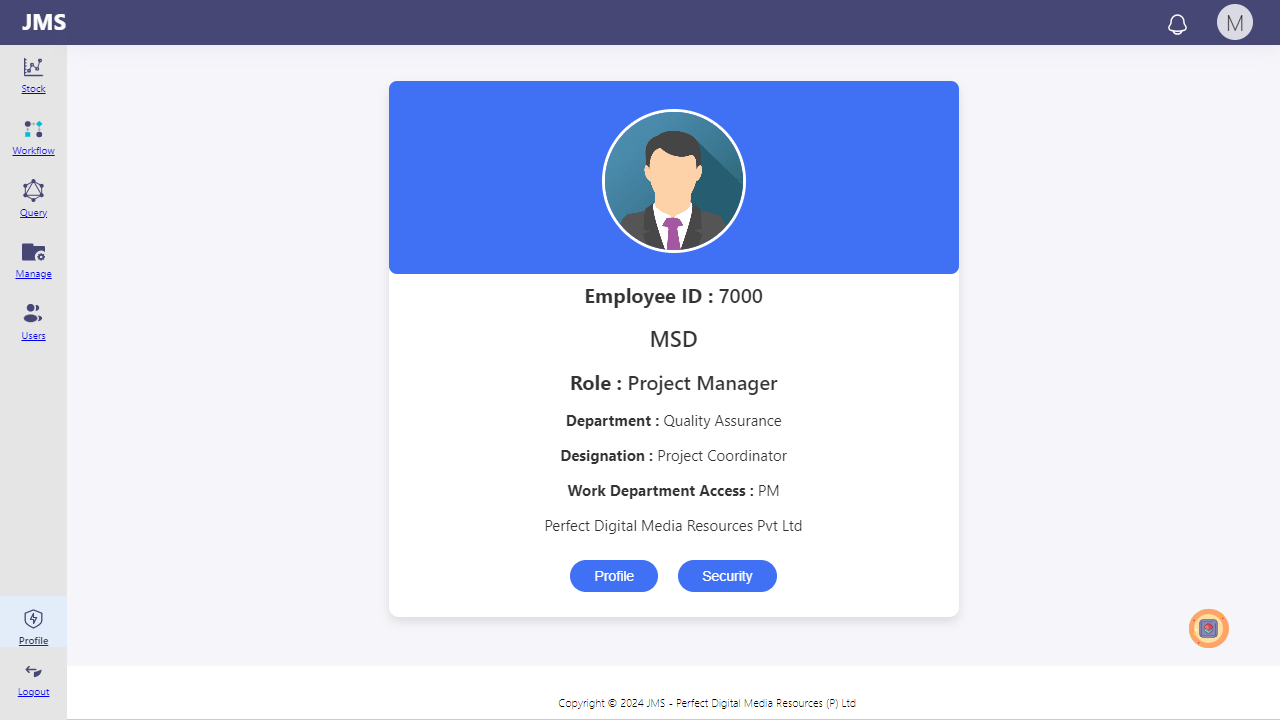 JMS
M
Stock
Workflow
Query
Manage
Users
Employee ID : 7000
MSD
Role : Project Manager
Department : Quality Assurance
Designation : Project Coordinator
Work Department Access : PM
Perfect Digital Media Resources Pvt Ltd
Profile Security
Profile
Logout
Copyright © 2024 JMS - Perfect Digital Media Resources (P) Ltd